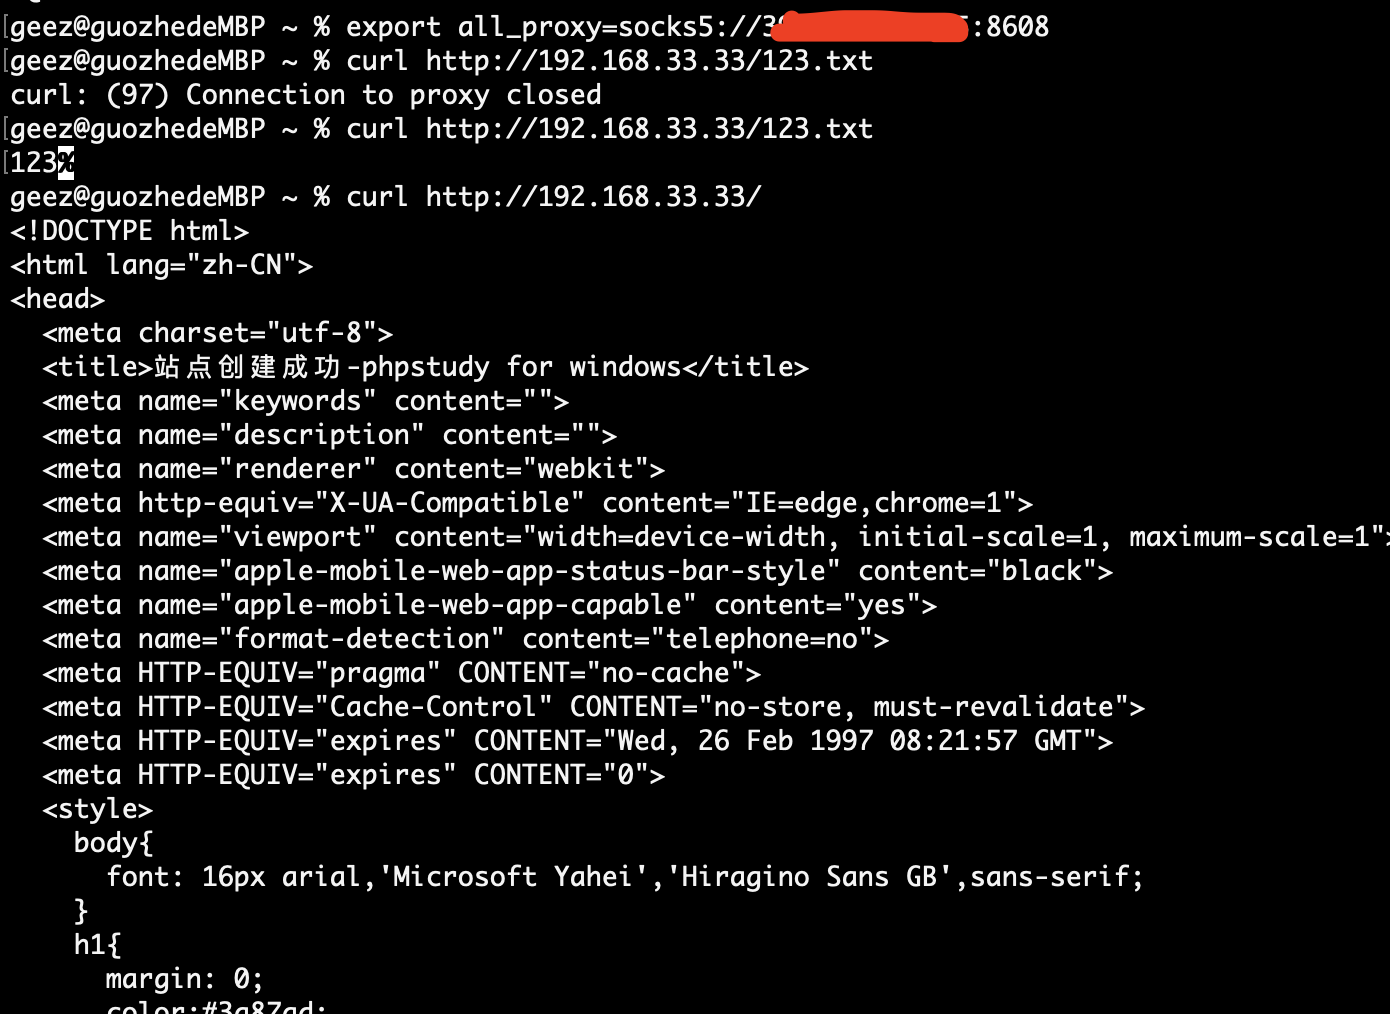 geez@guozhedeMBP ~ % export all_proxy=socks5://3 :8608
geez@guozhedeMBP ~ % curl http://192.168.33.33/123.txt
curl: (97) Connection to proxy closed
geez@guozhedeMBP ~ % curl http://192.168.33.33/123.txt
123%
geez@guozhedeMBP ~ % curl http://192.168.33.33/
<!DOCTYPE html>
<html lang="zh-CN">
<head>
<meta charset="utf-8">
<title>站点创建成功-phpstudy for windows</title>
<meta name="keywords" content="">
<meta name="description" content="">
<meta name="renderer" content="webkit">
<meta http-equiv="X-UA-Compatible" content="IE=edge,chrome=1">
<meta name="viewport" content="width=device-width, initial-scale=1, maximum-scale=1">
<meta name="apple-mobile-web-app-status-bar-style" content="black">
<meta name="apple-mobile-web-app-capable" content="yes">
<meta name="format-detection" content="telephone=no">
<meta HTTP-EQUIV="pragma" CONTENT="no-cache">
<meta HTTP-EQUIV="Cache-Control" CONTENT="no-store, must-revalidate">
<meta HTTP-EQUIV="expires" CONTENT="Wed, 26 Feb 1997 08:21:57 GMT">
<meta HTTP-EQUIV="expires" CONTENT="0">
<style>
body{
font: 16px arial,'Microsoft Yahei','Hiragino Sans GB',sans-serif;
}
h1{
margin: 0;
color:#3a87ad;